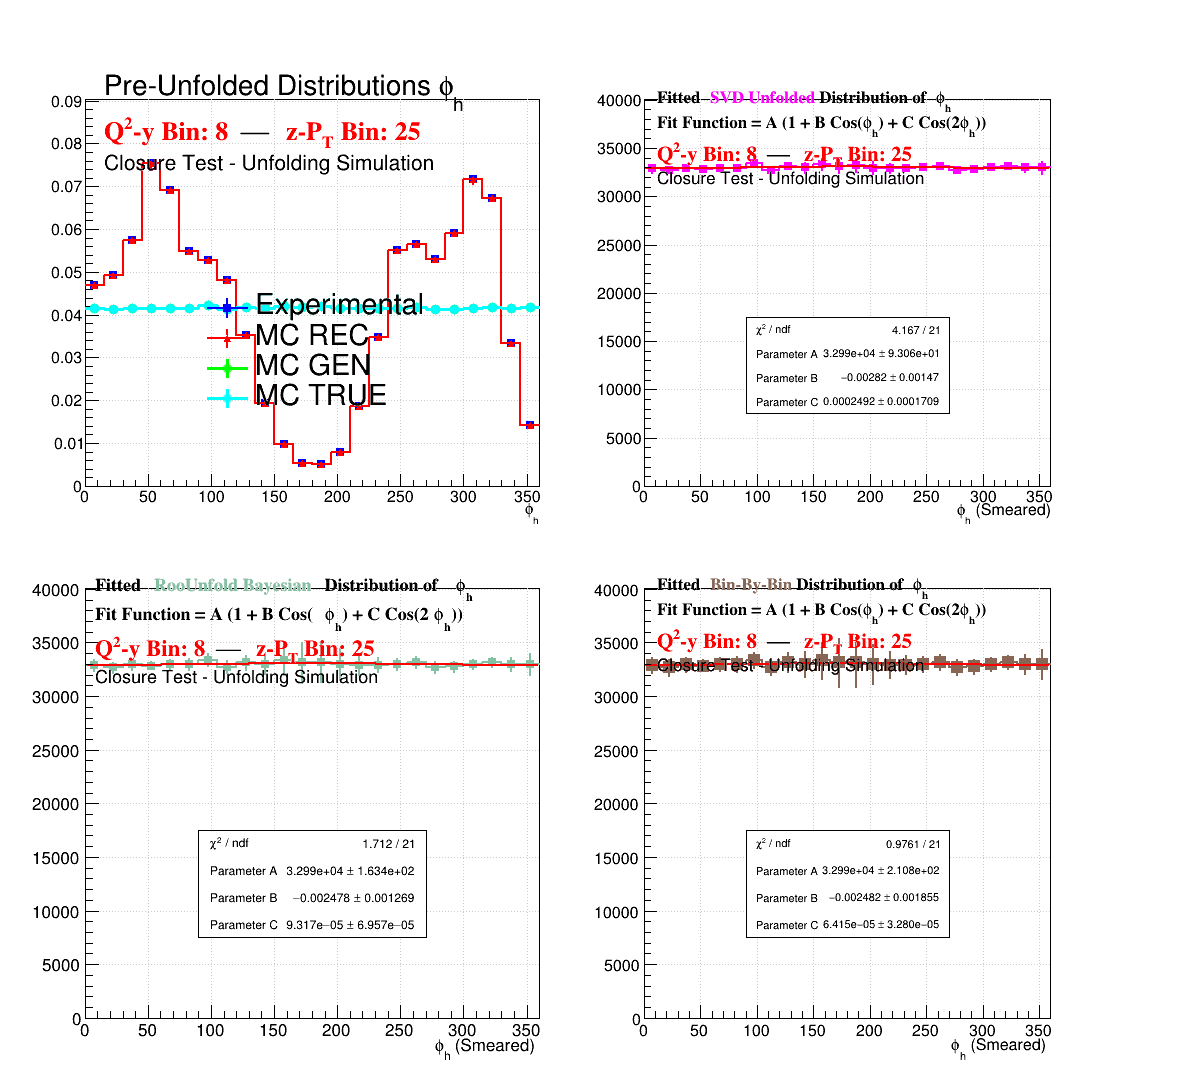 Pre-Unfolded Distributions ϕh
Q²-y Bin: 8 — z-PT Bin: 25
Closure Test - Unfolding Simulation
0.09
0.08
0.07
0.06
0.05
0.04
0.03
0.02
0.01
0
Experimental
MC REC
MC GEN
MC TRUE
0 50 100 150 200 250 300 350
ϕh
Fitted SVD Unfolded Distribution of ϕh
Fit Function = A (1 + B Cos(ϕh) + C Cos(2ϕh))
Q²-y Bin: 8 — z-PT Bin: 25
Closure Test - Unfolding Simulation
40000
35000
30000
25000
20000
15000
10000
5000
0
χ² / ndf 4.167 / 21
Parameter A 3.299e+04 ± 9.306e+01
Parameter B −0.00282 ± 0.00147
Parameter C 0.0002492 ± 0.0001709
0 50 100 150 200 250 300 350
ϕh (Smeared)
Fitted RooUnfold Bayesian Distribution of ϕh
Fit Function = A (1 + B Cos( ϕh) + C Cos(2 ϕh))
Q²-y Bin: 8 — z-PT Bin: 25
Closure Test - Unfolding Simulation
40000
35000
30000
25000
20000
15000
10000
5000
0
χ² / ndf 1.712 / 21
Parameter A 3.299e+04 ± 1.634e+02
Parameter B −0.002478 ± 0.001269
Parameter C 9.317e−05 ± 6.957e−05
0 50 100 150 200 250 300 350
ϕh (Smeared)
Fitted Bin-By-Bin Distribution of ϕh
Fit Function = A (1 + B Cos(ϕh) + C Cos(2ϕh))
Q²-y Bin: 8 — z-PT Bin: 25
Closure Test - Unfolding Simulation
40000
35000
30000
25000
20000
15000
10000
5000
0
χ² / ndf 0.9761 / 21
Parameter A 3.299e+04 ± 2.108e+02
Parameter B −0.002482 ± 0.001855
Parameter C 6.415e−05 ± 3.280e−05
0 50 100 150 200 250 300 350
ϕh (Smeared)